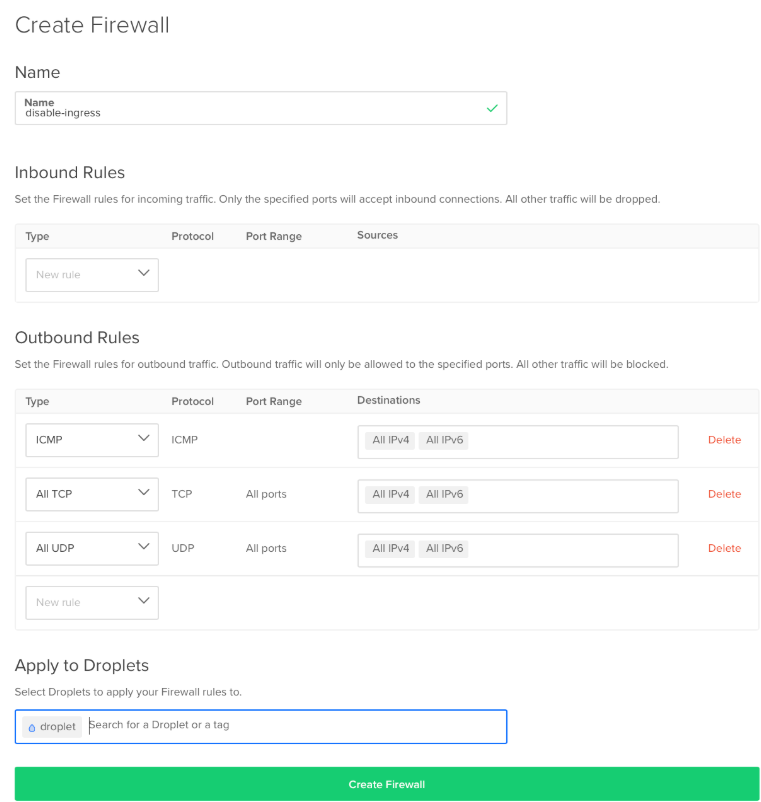 Create Firewall
Name
Name
disable-ingress
Inbound Rules
Set the Firewall rules for incoming traffic. Only the specified ports will accept inbound connections. All other traffic will be dropped.
Type Protocol Port Range Sources
New rule
Outbound Rules
Set the Firewall rules for outbound traffic. Outbound traffic will only be allowed to the specified ports. All other traffic will be blocked.
Type Protocol Port Range Destinations
ICMP ICMP All IPv4 All IPv6 Delete
All TCP TCP All ports All IPv4 All IPv6 Delete
All UDP UDP All ports All IPv4 All IPv6 Delete
New rule
Apply to Droplets
Select Droplets to apply your Firewall rules to.
droplet Search for a Droplet or a tag
Create Firewall